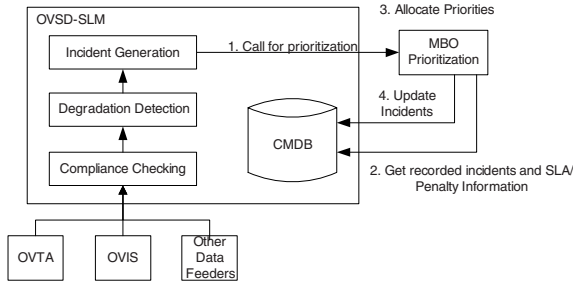 OVSD-SLM
3. Allocate Priorities
Incident Generation
1. Call for prioritization
MBO
Prioritization
Degradation Detection
4. Update
Incidents
CMDB
Compliance Checking
2. Get recorded incidents and SLA/
Penalty Information
OVTA
OVIS
Other
Data
Feeders